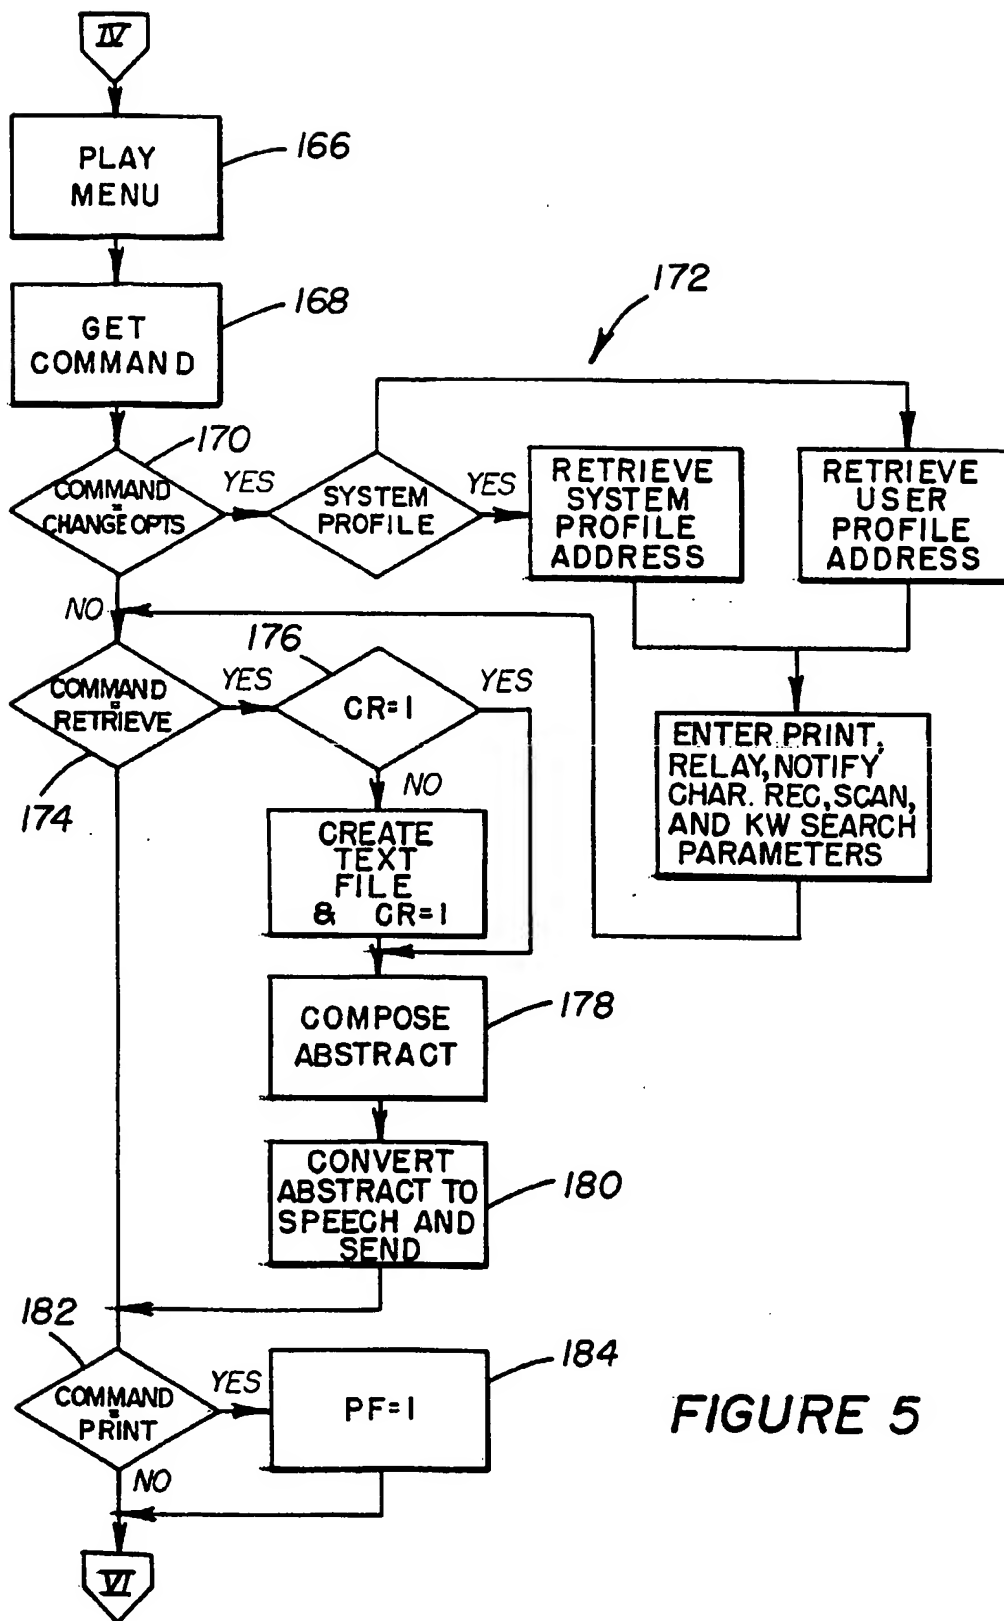 IV
PLAY
MENU
166
GET
COMMAND
168
172
170
COMMAND
=
CHANGE OPTS
YES
SYSTEM
PROFILE
YES
RETRIEVE
SYSTEM
PROFILE
ADDRESS
RETRIEVE
USER
PROFILE
ADDRESS
NO
176
COMMAND
=
RETRIEVE
YES
CR=1
YES
174
NO
ENTER PRINT,
RELAY, NOTIFY
CHAR. REC, SCAN,
AND KW SEARCH
PARAMETERS
CREATE
TEXT
FILE
& CR=1
COMPOSE
ABSTRACT
178
CONVERT
ABSTRACT TO
SPEECH AND
SEND
180
182
COMMAND
=
PRINT
YES
PF=1
184
NO
FIGURE 5
VI